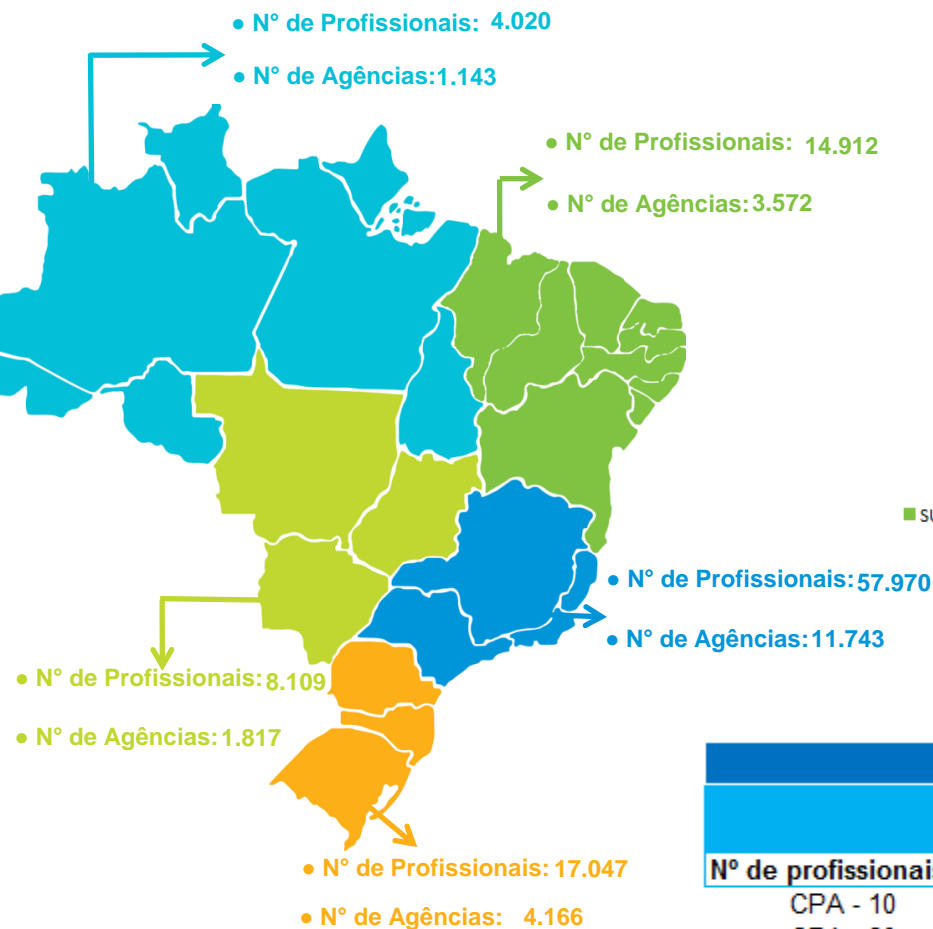 ● N° de Profissionais: 4.020
● N° de Agências:1.143
● N° de Profissionais: 14.912
● N° de Agências:3.572
● N° de Profissionais:57.970
● N° de Agências:11.743
● N° de Profissionais:8.109
● N° de Agências:1.817
● N° de Profissionais:17.047
● N° de Agências: 4.166
Nº de profissionais
CPA - 10